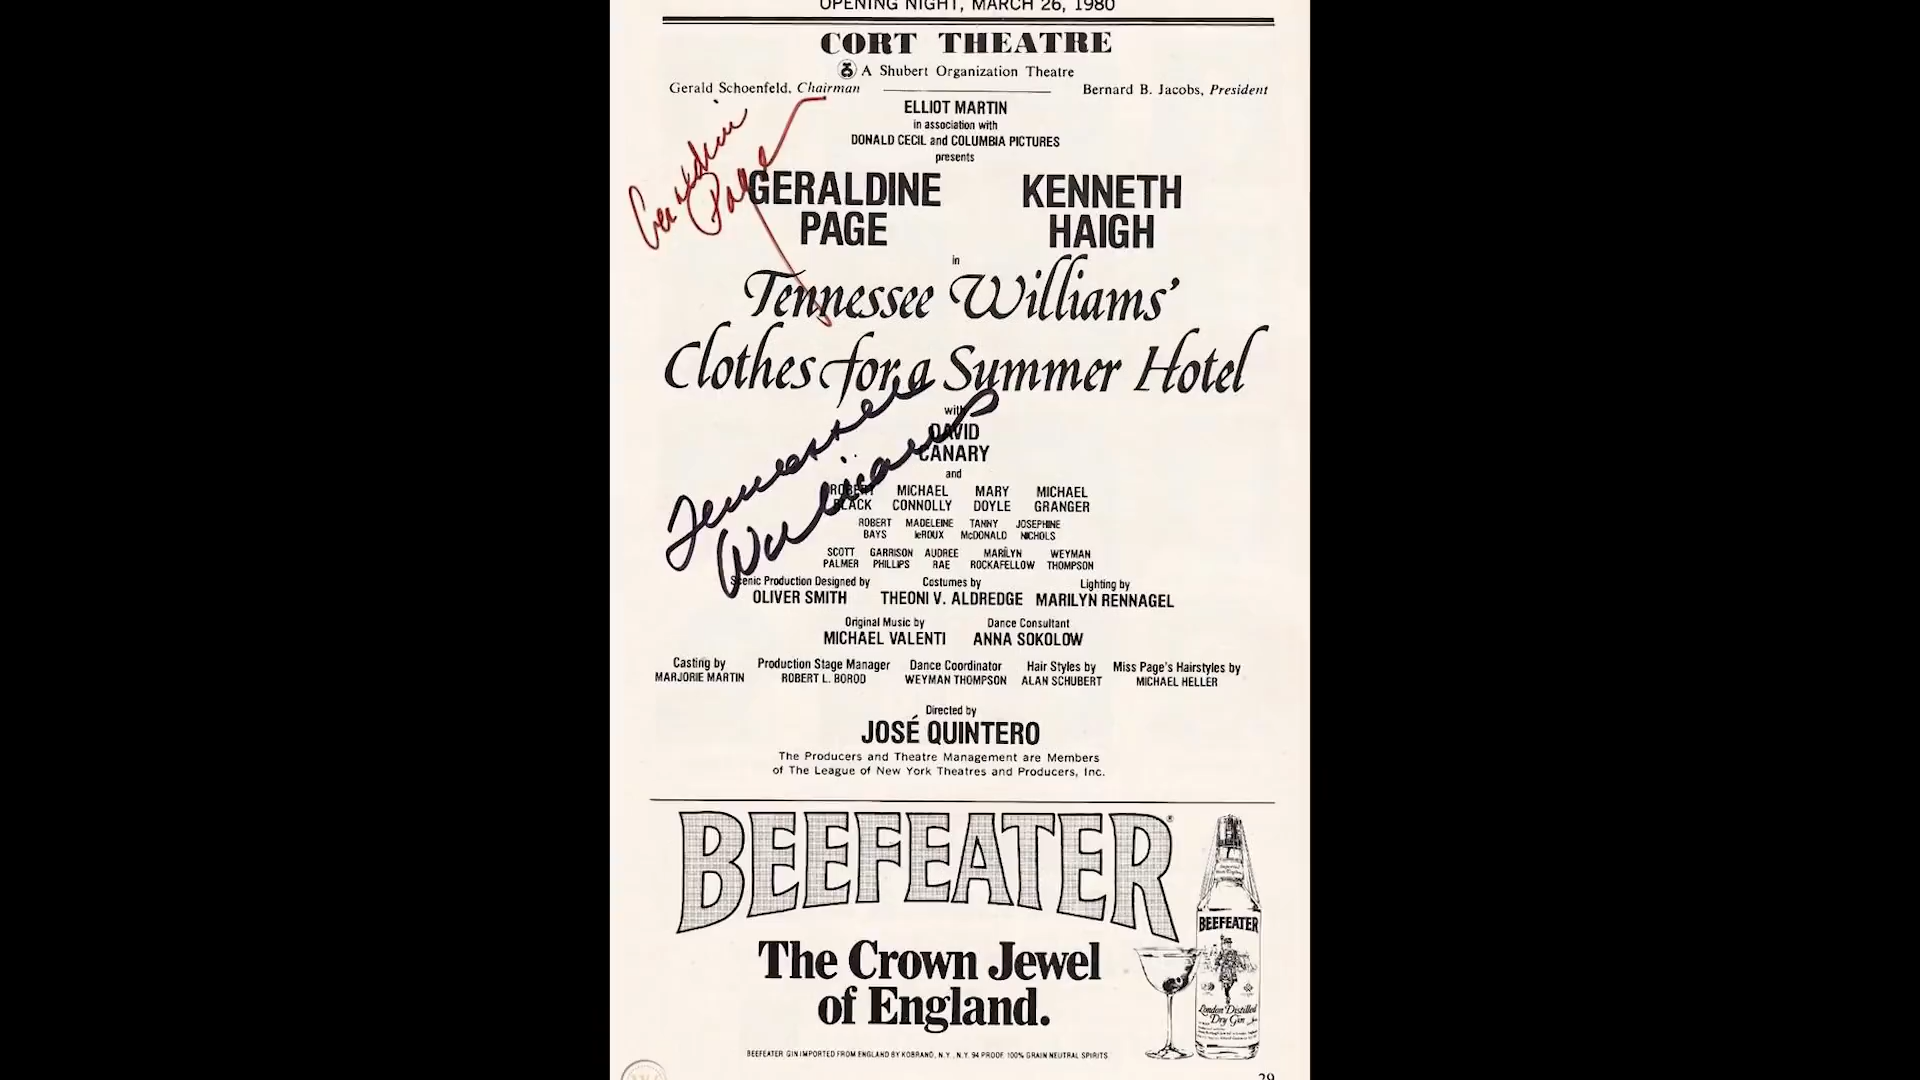 OPENING NIGHT, MARCH 26, 1980
CORT THEATRE
A Shubert Organization Theatre
Gerald Schoenfeld, Chairman Bernard B. Jacobs, President
ELLIOT MARTIN
in association with
DONALD CECIL and COLUMBIA PICTURES
presents
Geraldine
Page
GERALDINE KENNETH
PAGE HAIGH
in
Tennessee Williams'
Clothes for a Summer Hotel
with
DAVID
CANARY
Tennessee
Williams
and
ROBERT MICHAEL MARY MICHAEL
BLACK CONNOLLY DOYLE GRANGER
ROBERT MADELEINE TANNY JOSEPHINE
BAYS leROUX McDONALD NICHOLS
SCOTT GARRISON AUDREE MARILYN WEYMAN
PALMER PHILLIPS RAE ROCKAFELLOW THOMPSON
Scenic Production Designed by Costumes by Lighting by
OLIVER SMITH THEONI V. ALDREDGE MARILYN RENNAGEL
Original Music by Dance Consultant
MICHAEL VALENTI ANNA SOKOLOW
Casting by Production Stage Manager Dance Coordinator Hair Styles by Miss Page's Hairstyles by
MARJORIE MARTIN ROBERT L. BOROD WEYMAN THOMPSON ALAN SCHUBERT MICHAEL HELLER
Directed by
JOSÉ QUINTERO
The Producers and Theatre Management are Members
of The League of New York Theatres and Producers, Inc.
BEEFEATER®
The Crown Jewel
of England.
BEEFEATER
London Distilled
Dry Gin
BEEFEATER GIN IMPORTED FROM ENGLAND BY KOBRAND, N.Y., N.Y. 94 PROOF 100% GRAIN NEUTRAL SPIRITS
29